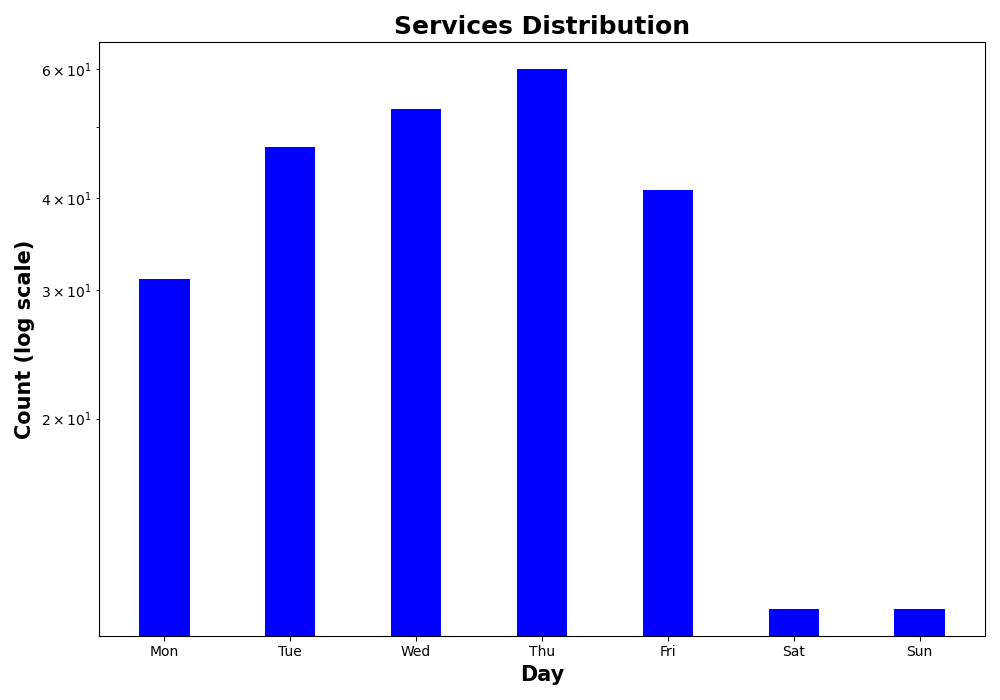 Services Distribution
6 × 10¹
4 × 10¹
3 × 10¹
2 × 10¹
Count (log scale)
Mon Tue Wed Thu Fri Sat Sun
Day